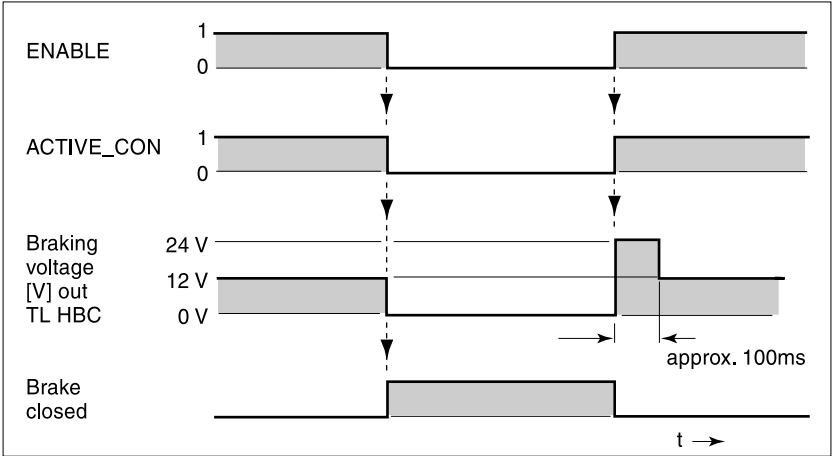 ENABLE
1
0
ACTIVE_CON
1
0
Braking
voltage
[V] out
TL HBC
24 V
12 V
0 V
approx. 100ms
Brake
closed
t